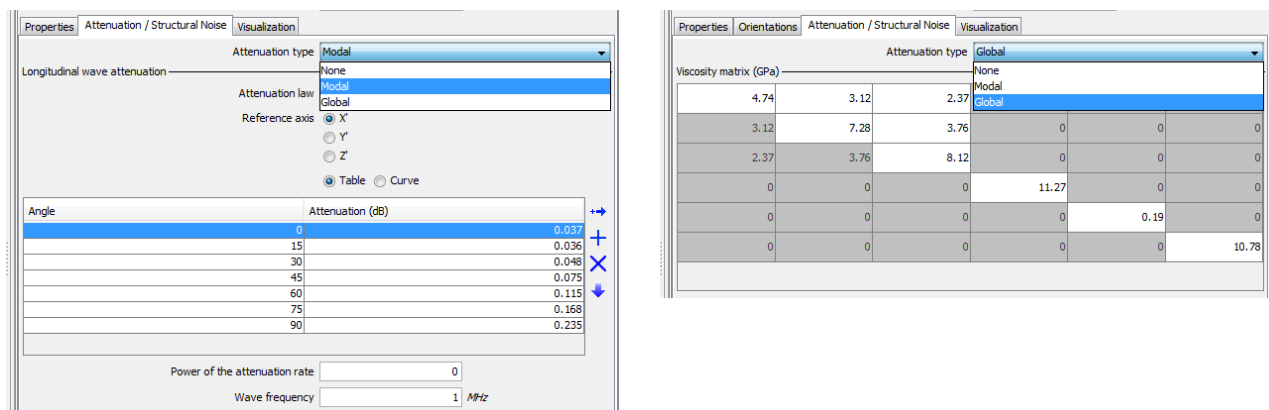 Properties Attenuation / Structural Noise Visualization
Attenuation type Modal
None
Modal
Global
Longitudinal wave attenuation
Attenuation law
Reference axis X'
Y'
Z'
Table Curve
Angle Attenuation (dB)
0 0.037
15 0.036
30 0.048
45 0.075
60 0.115
75 0.168
90 0.235
Power of the attenuation rate 0
Wave frequency 1 MHz
Properties Orientations Attenuation / Structural Noise Visualization
Attenuation type Global
None
Modal
Global
Viscosity matrix (GPa)
4.74 3.12 2.37
3.12 7.28 3.76 0 0 0
2.37 3.76 8.12 0 0 0
0 0 0 11.27 0 0
0 0 0 0 0.19 0
0 0 0 0 0 10.78